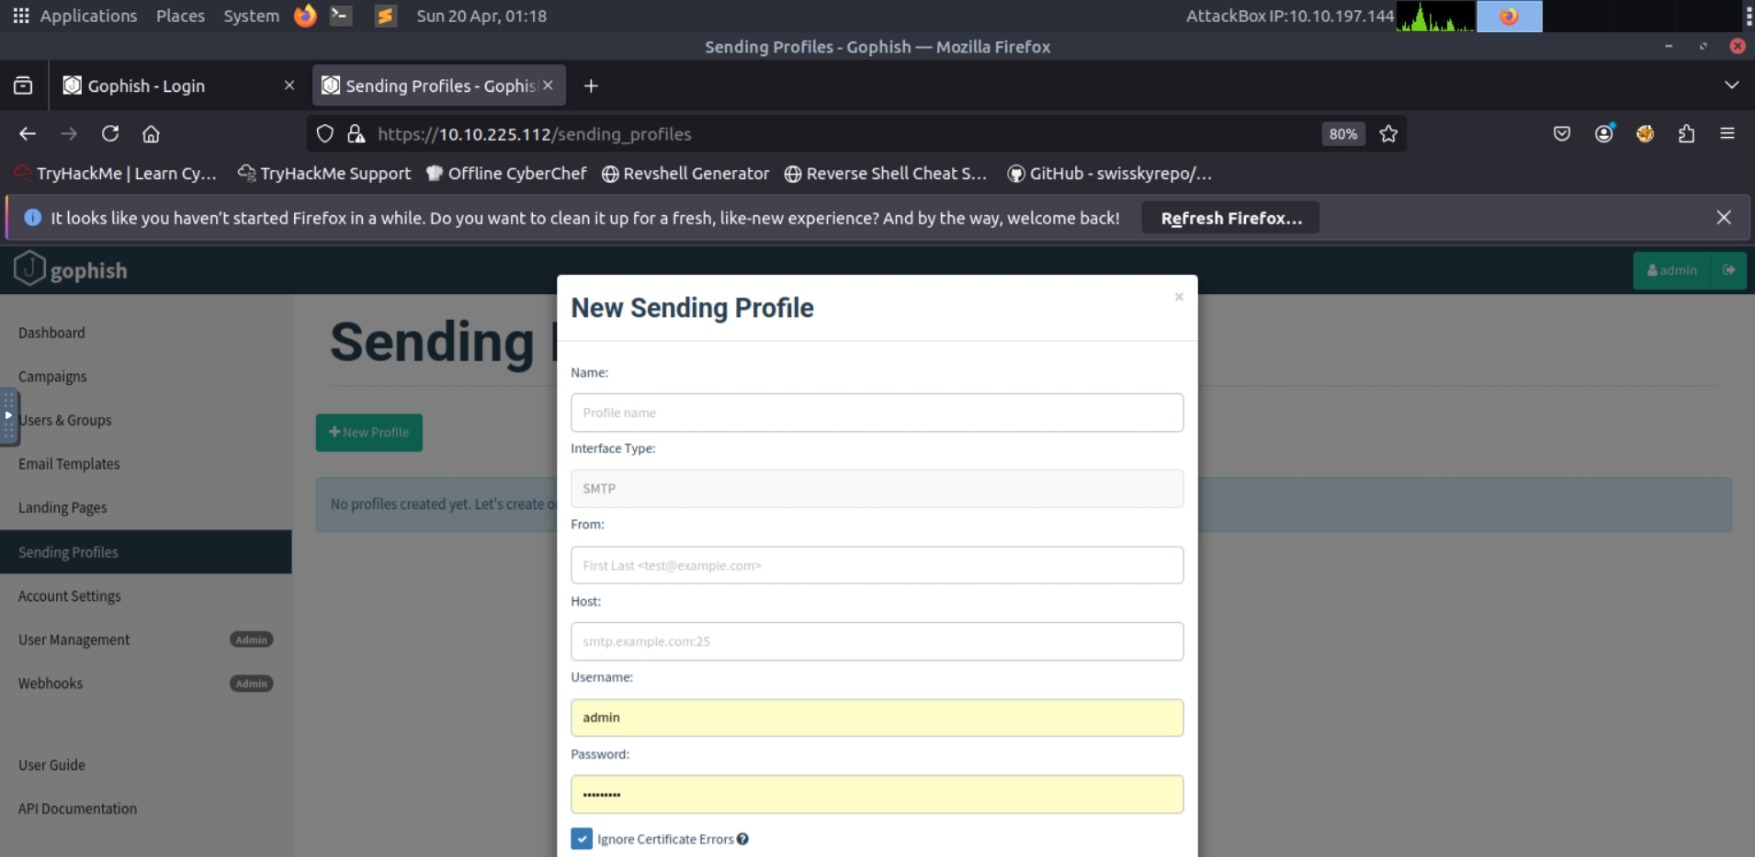 Applications Places System Sun 20 Apr, 01:18 AttackBox IP:10.10.197.144
Sending Profiles - Gophish — Mozilla Firefox
Gophish - Login Sending Profiles - Gophis
https://10.10.225.112/sending_profiles 80%
TryHackMe | Learn Cy... TryHackMe Support Offline CyberChef Revshell Generator Reverse Shell Cheat S... GitHub - swisskyrepo/...
It looks like you haven't started Firefox in a while. Do you want to clean it up for a fresh, like-new experience? And by the way, welcome back! Refresh Firefox...
gophish admin
Dashboard
Campaigns
Users & Groups
Email Templates
Landing Pages
Sending Profiles
Account Settings
User Management Admin
Webhooks Admin
User Guide
API Documentation
Sending
New Profile
No profiles created yet. Let's create o
New Sending Profile
Name:
Profile name
Interface Type:
SMTP
From:
First Last <test@example.com>
Host:
smtp.example.com:25
Username:
admin
Password:
•••••••••
Ignore Certificate Errors